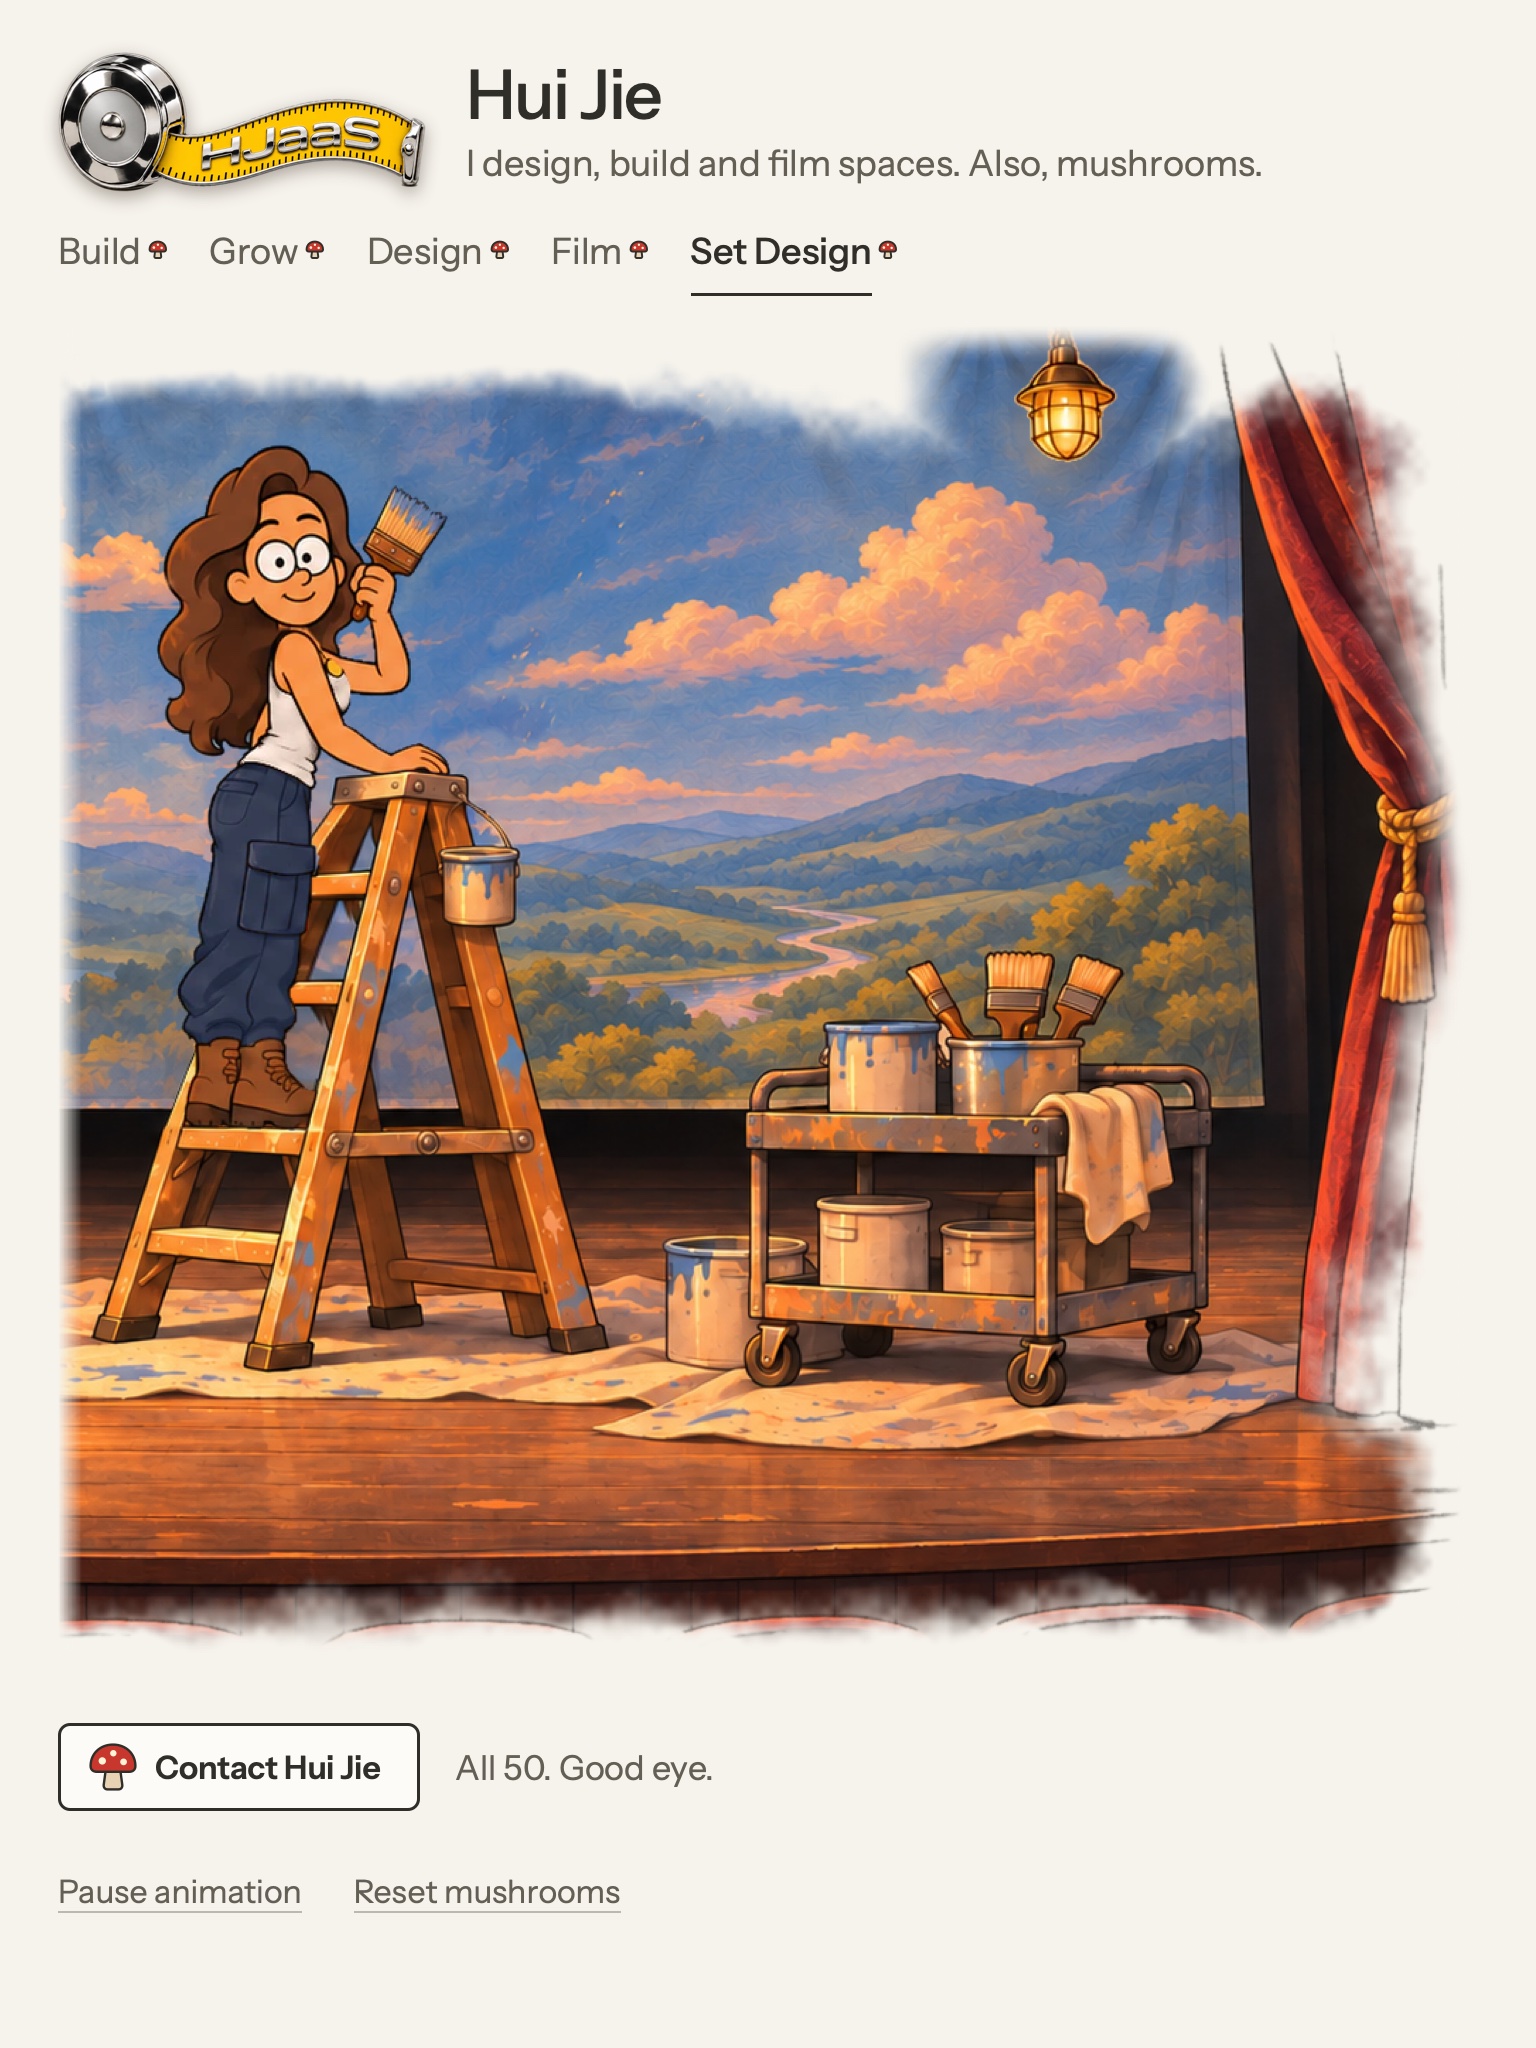 HJaaS
Hui Jie
I design, build and film spaces. Also, mushrooms.
Build Grow Design Film Set Design
Contact Hui Jie All 50. Good eye.
Pause animation Reset mushrooms